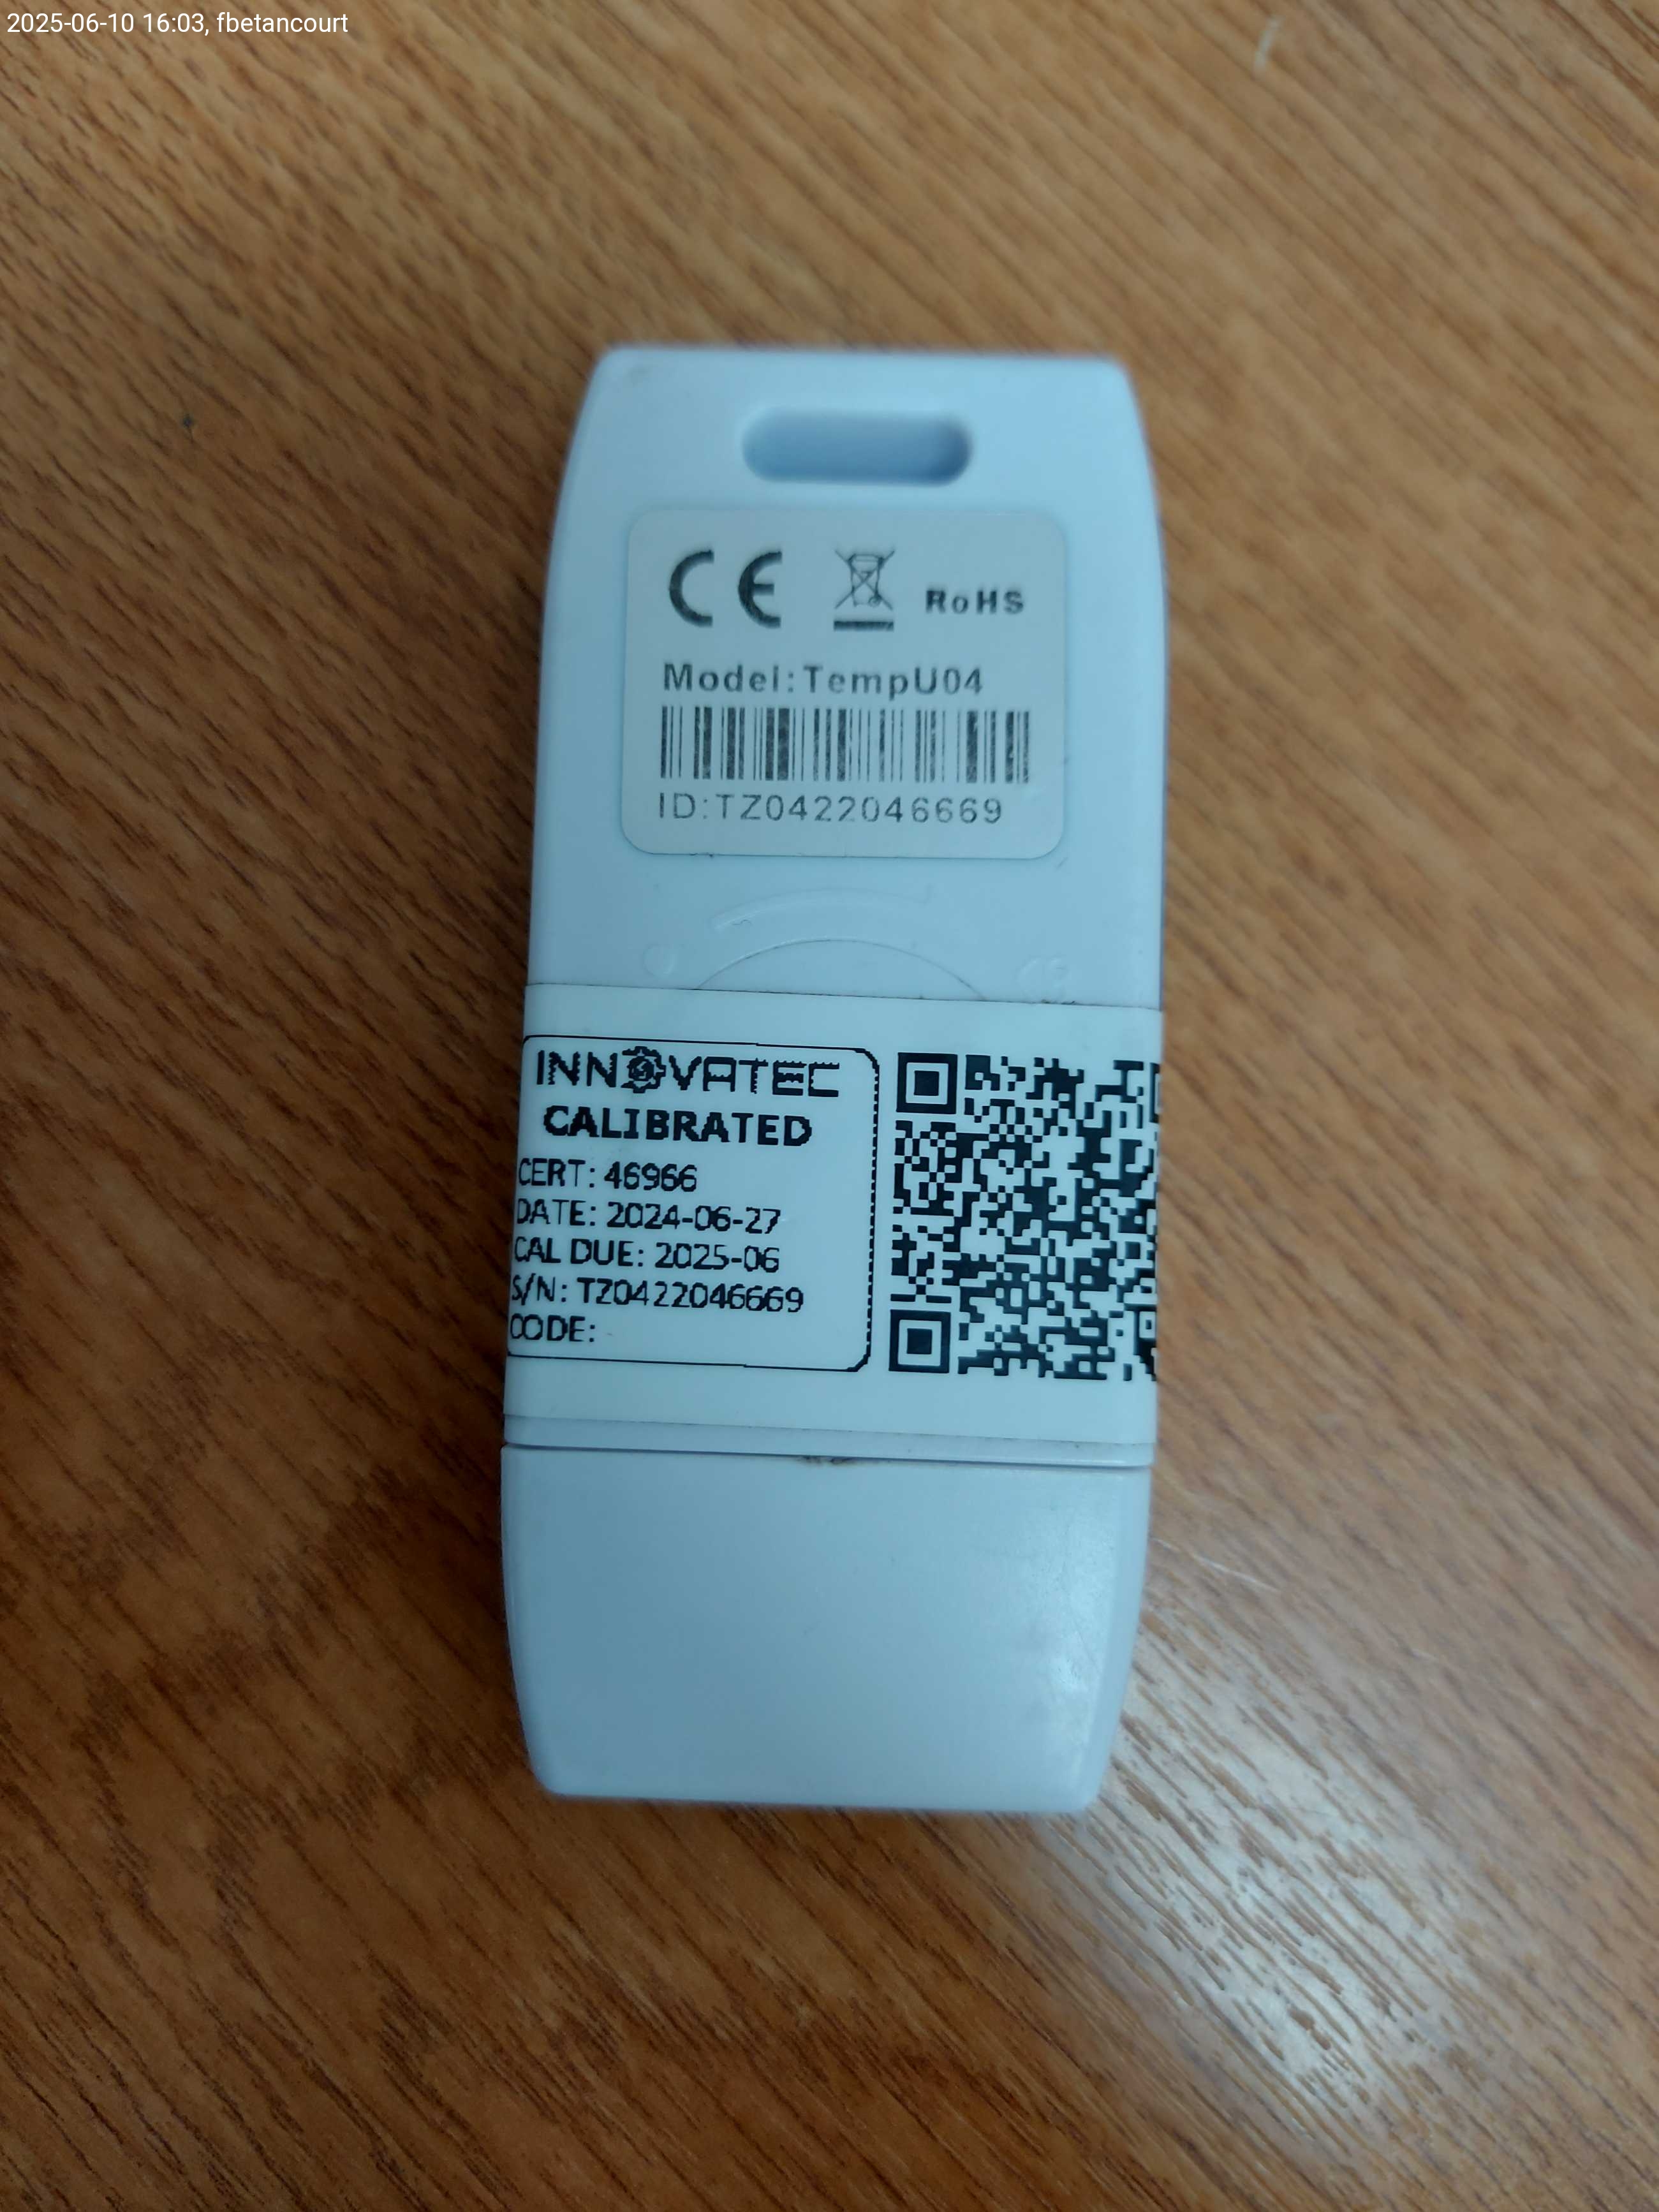 2025-06-10 16:03, fbetancourt
CE RoHS
Model:TempU04
ID:TZ0422046669
INNOVATEC
CALIBRATED
CERT: 46966
DATE: 2024-06-27
CAL DUE: 2025-06
S/N: TZ0422046669
CODE: